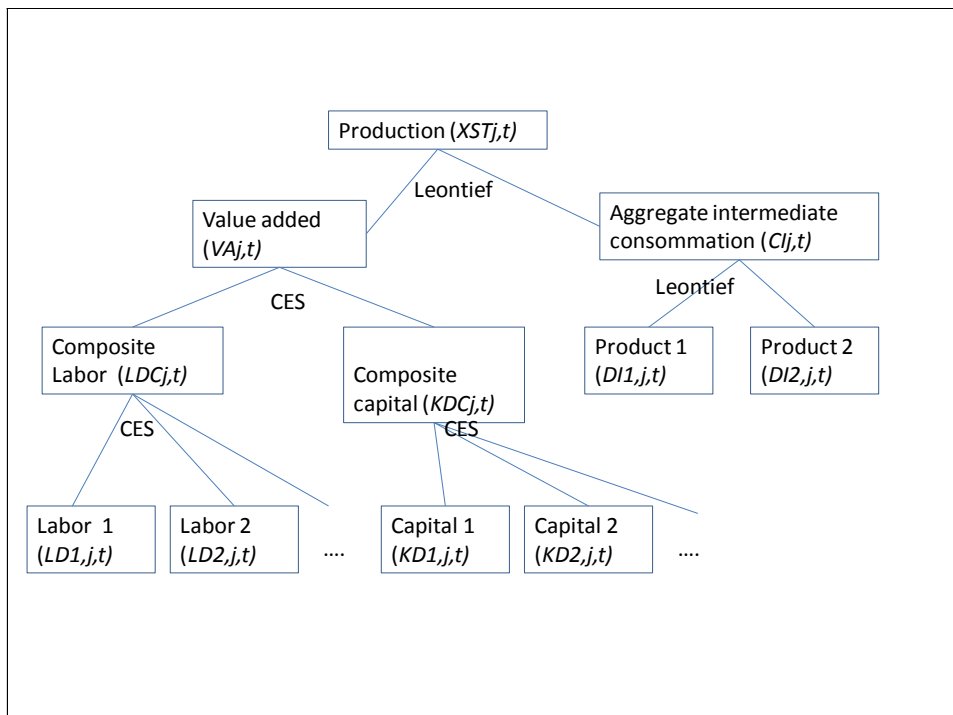 Production (XSTj,t)
Leontief
Value added
(VAj,t)
Aggregate intermediate
consommation (CIj,t)
CES
Leontief
Composite
Labor (LDCj,t)
Composite
capital (KDCj,t)
Product 1
(DI1,j,t)
Product 2
(DI2,j,t)
CES
CES
Labor 1
(LD1,j,t)
Labor 2
(LD2,j,t)
....
Capital 1
(KD1,j,t)
Capital 2
(KD2,j,t)
....